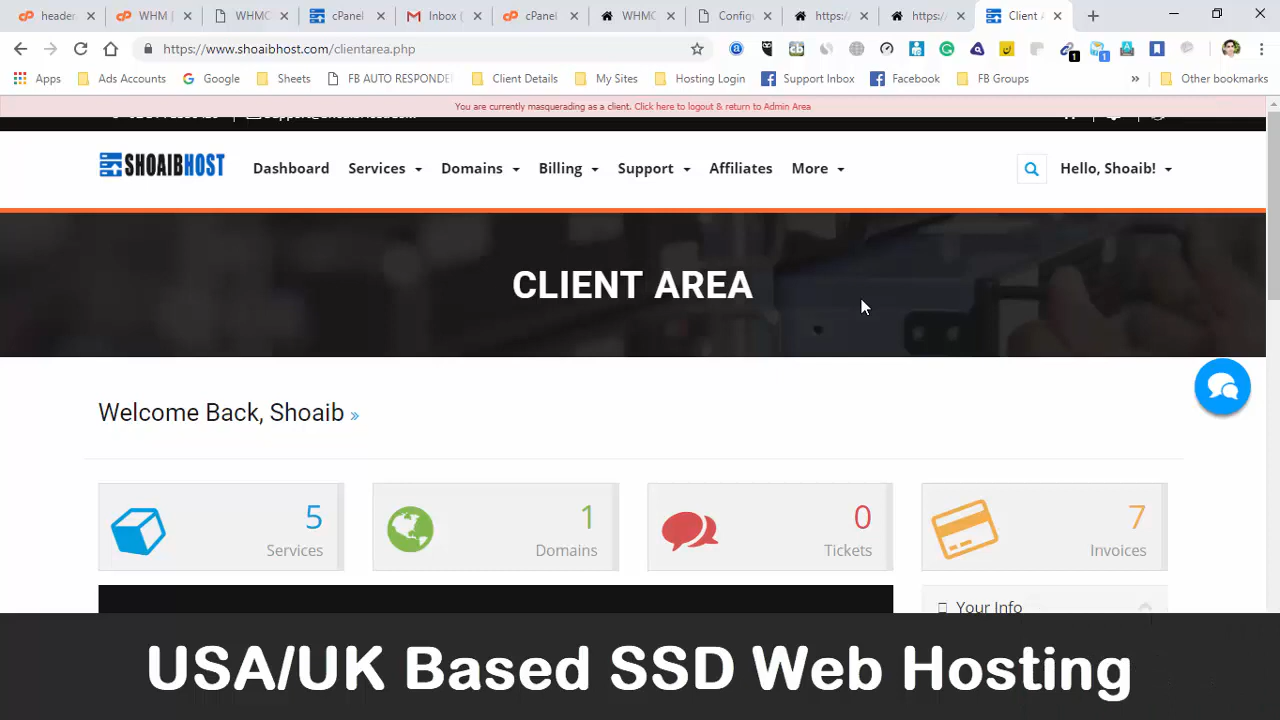 header
WHM |
WHMC
cPanel
Inbox (
cPanel
WHMC
Config
https:/
https:/
Client A
https://www.shoaibhost.com/clientarea.php
1
1
Apps
Ads Accounts
Google
Sheets
FB AUTO RESPONDE
Client Details
My Sites
Hosting Login
Support Inbox
Facebook
FB Groups
»
Other bookmarks
You are currently masquerading as a client. Click here to logout & return to Admin Area
SHOAIBHOST
Dashboard
Services
Domains
Billing
Support
Affiliates
More
Hello, Shoaib!
CLIENT AREA
Welcome Back, Shoaib »
5
Services
1
Domains
0
Tickets
7
Invoices
Your Info
USA/UK Based SSD Web Hosting